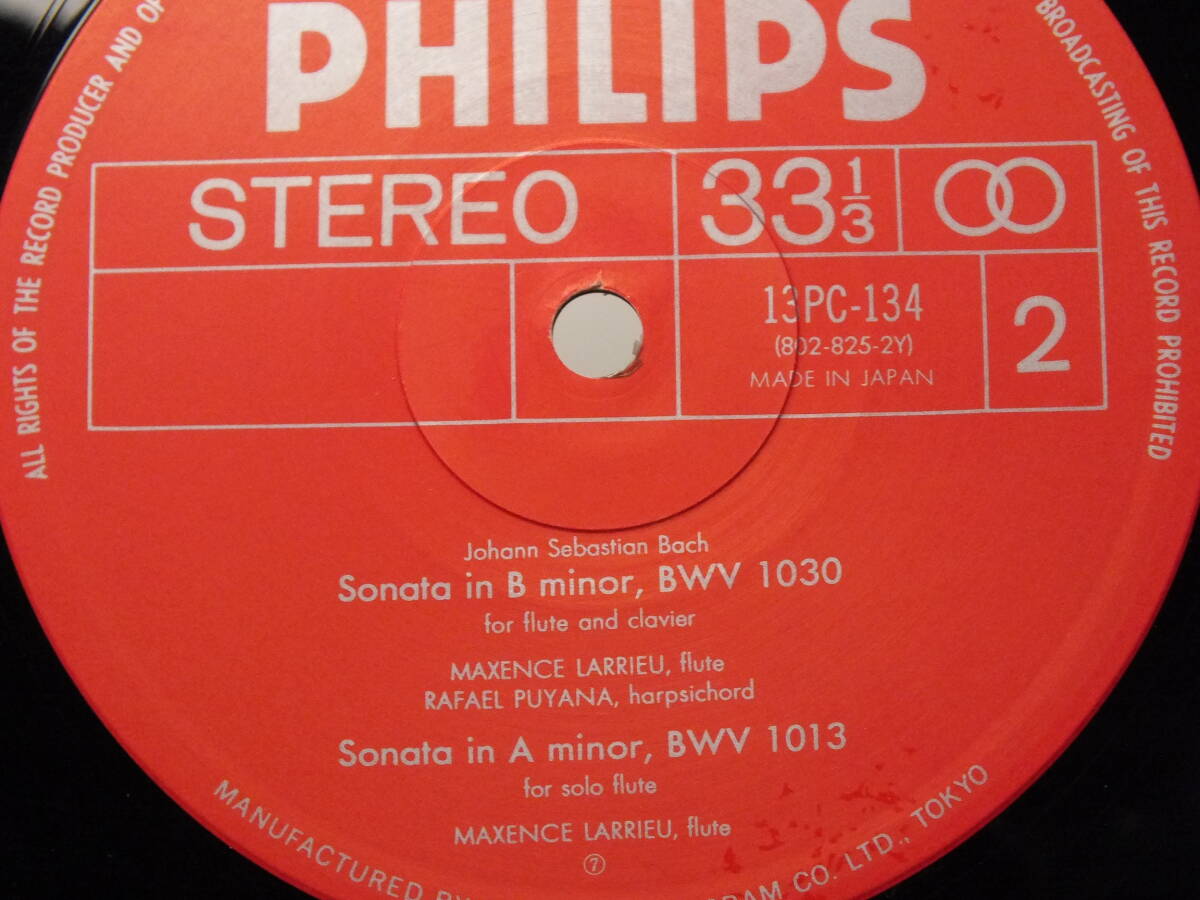 PHILIPS
ALL RIGHTS OF THE RECORD PRODUCER AND OF
BROADCASTING OF THIS RECORD PROHIBITED
STEREO
33 1/3
13PC-134
(802-825-2Y)
MADE IN JAPAN
2
Johann Sebastian Bach
Sonata in B minor, BWV 1030
for flute and clavier
MAXENCE LARRIEU, flute
RAFAEL PUYANA, harpsichord
Sonata in A minor, BWV 1013
for solo flute
MAXENCE LARRIEU, flute
⑦
MANUFACTURED BY CO. LTD., TOKYO